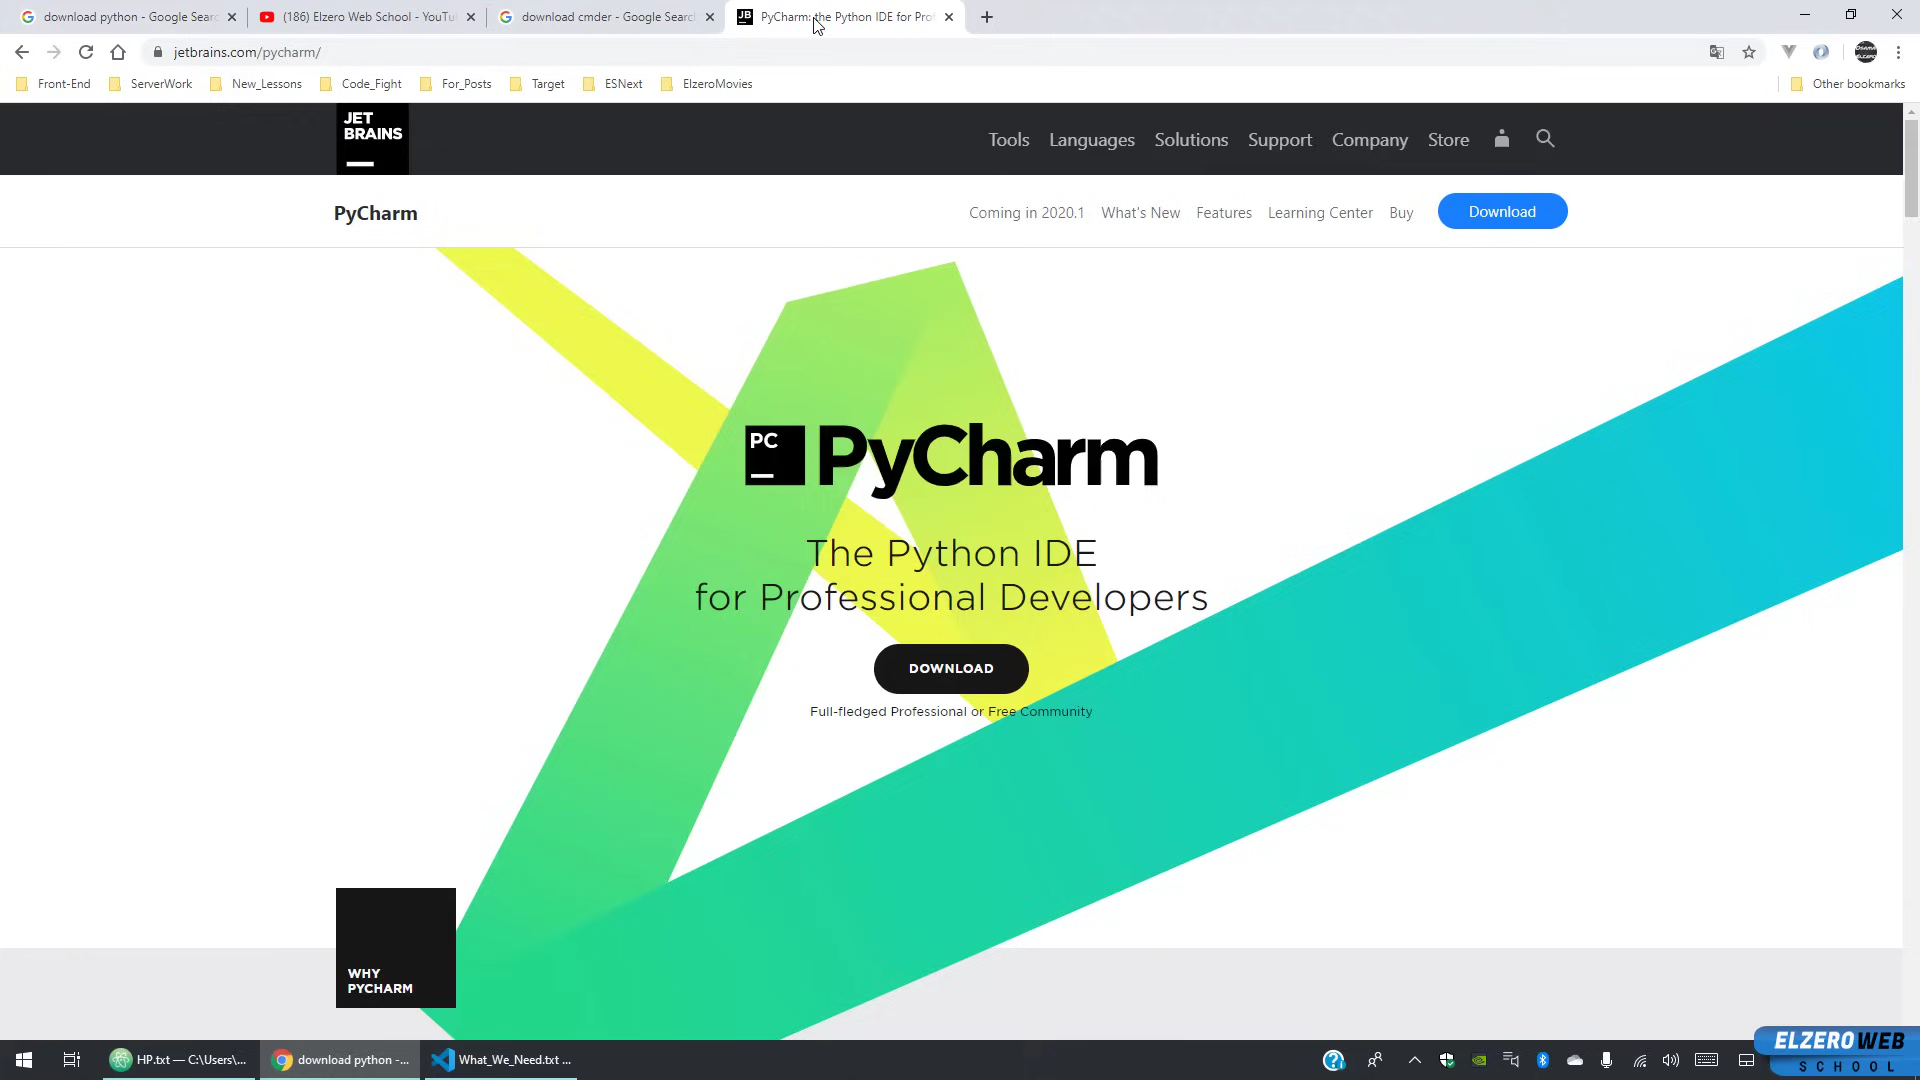 download python - Google Searc
(186) Elzero Web School - YouTu
download cmder - Google Searc
JB
PyCharm: the Python IDE for Prof
jetbrains.com/pycharm/
Front-End
ServerWork
New_Lessons
Code_Fight
For_Posts
Target
ESNext
ElzeroMovies
Other bookmarks
JET
BRAINS
Tools
Languages
Solutions
Support
Company
Store
PyCharm
Coming in 2020.1
What's New
Features
Learning Center
Buy
Download
PC
PyCharm
The Python IDE
for Professional Developers
DOWNLOAD
Full-fledged Professional or Free Community
WHY
PYCHARM
HP.txt — C:\Users\...
download python -...
What_We_Need.txt ...
ELZERO WEB
SCHOOL